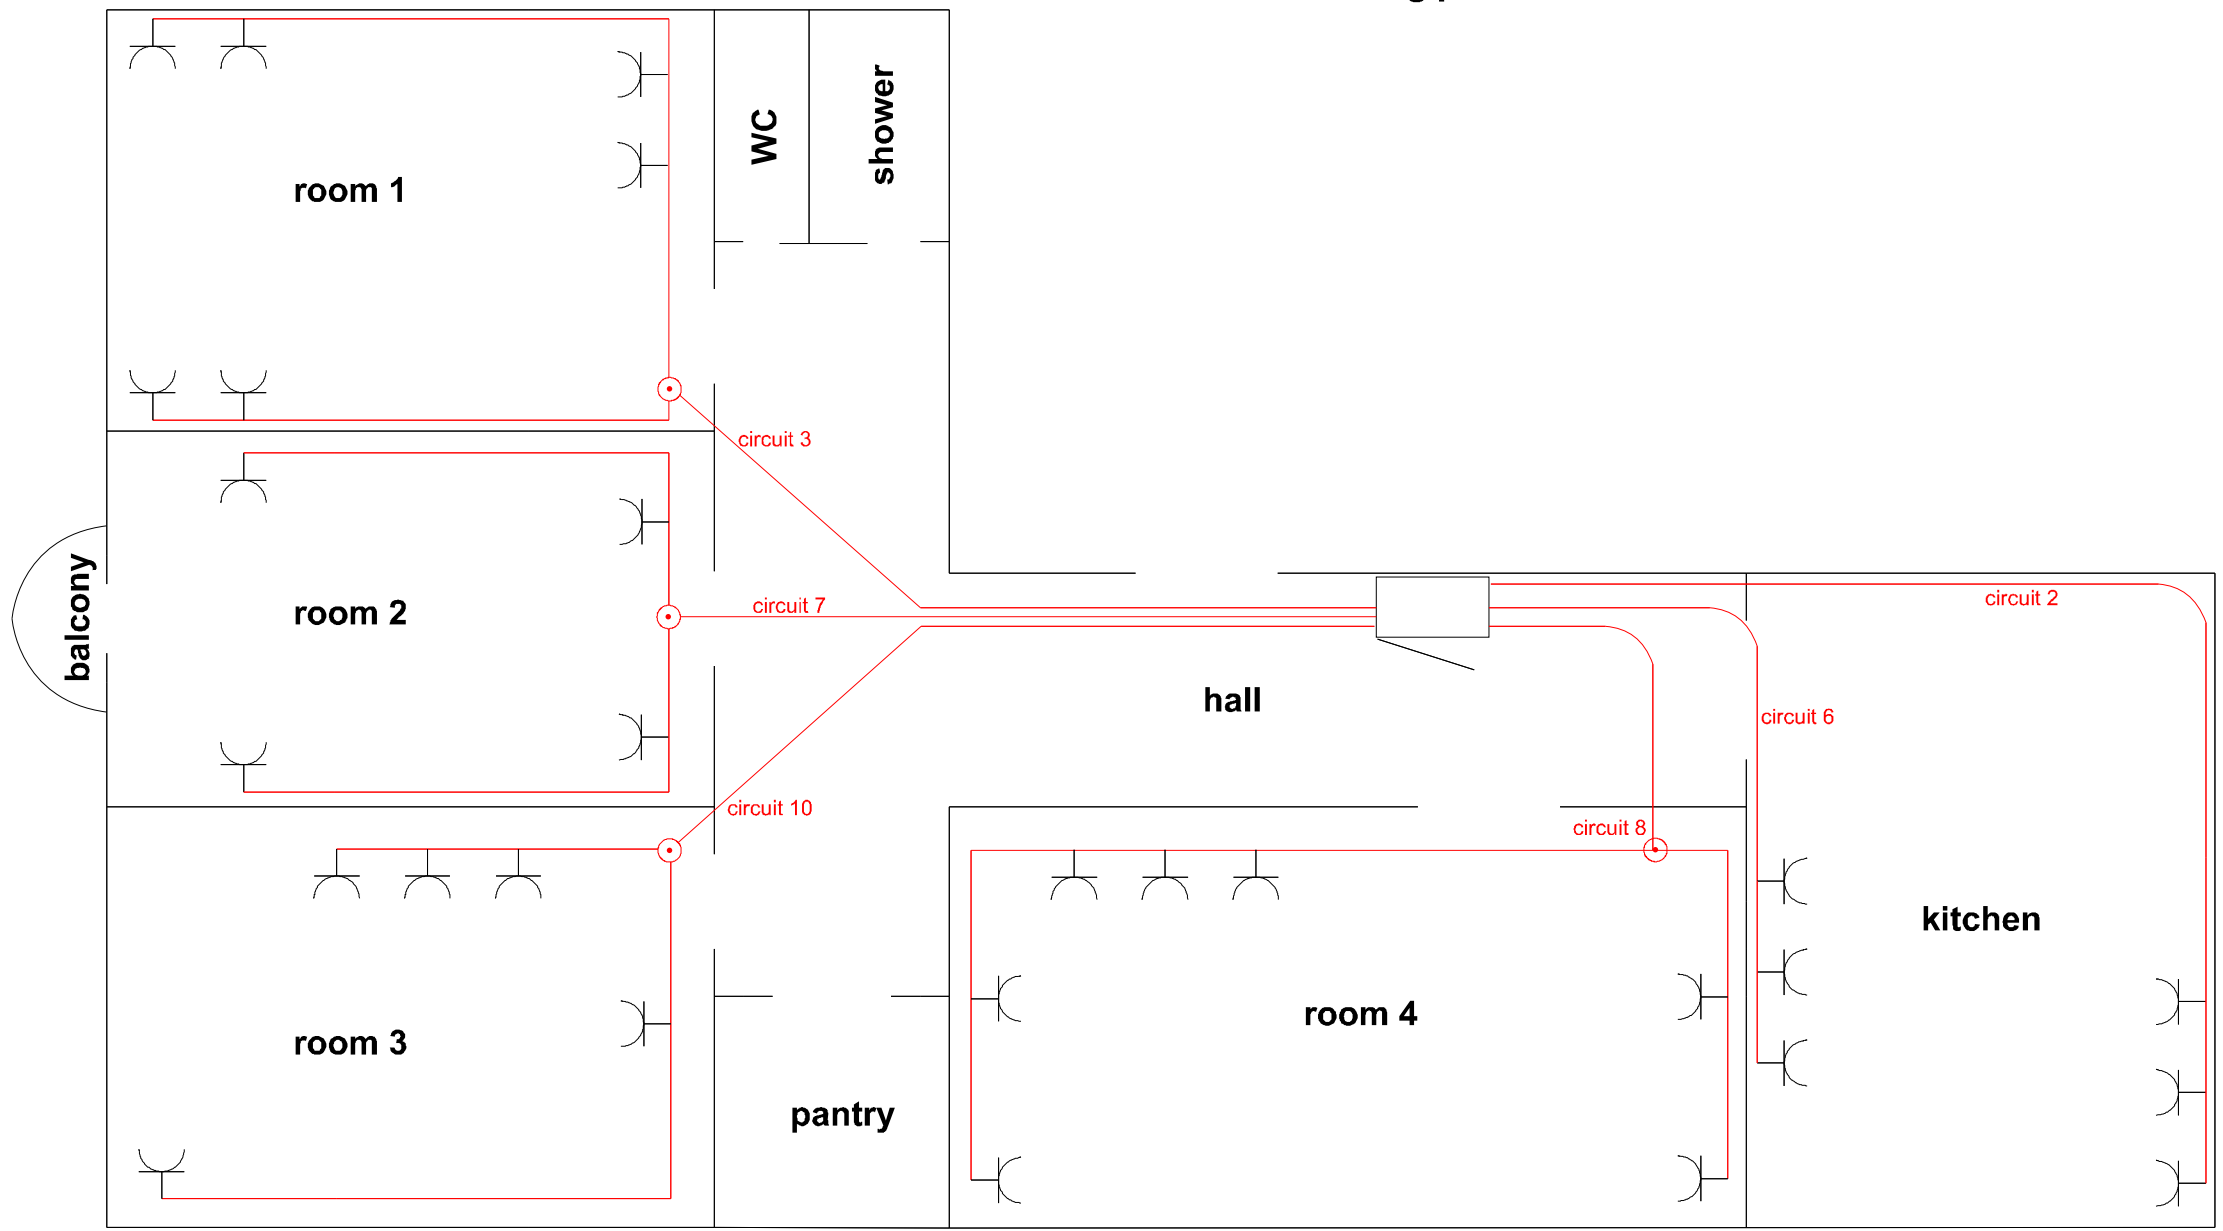 WC
shower
room 1
circuit 3
circuit 2
circuit 7
room 2
balcony
hall
circuit 6
circuit 10
circuit 8
kitchen
room 4
room 3
pantry